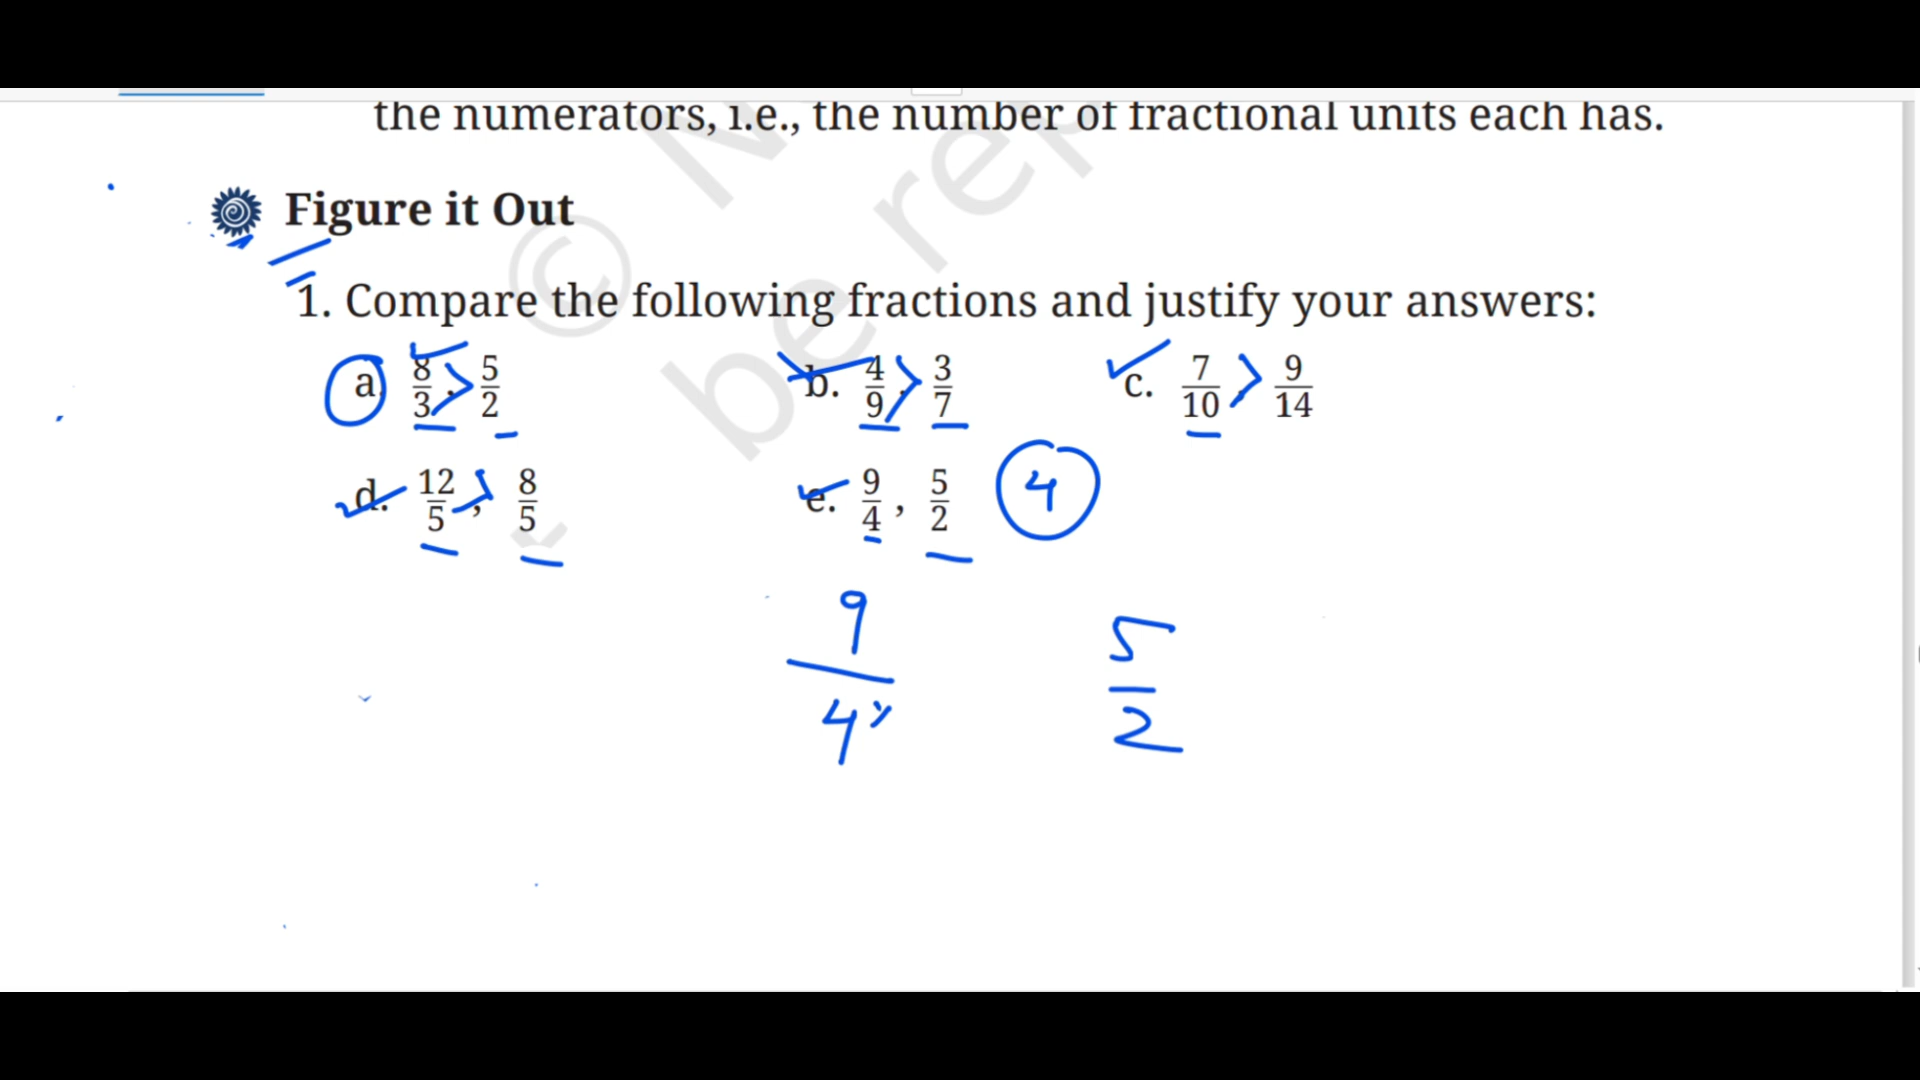 the numerators, i.e., the number of fractional units each has.
Figure it Out
1. Compare the following fractions and justify your answers:
a. 8/3 > 5/2 b. 4/9 > 3/7 c. 7/10 > 9/14
d. 12/5 > , 8/5 e. 9/4 , 5/2 4
9/4 5/2
© N
be rep